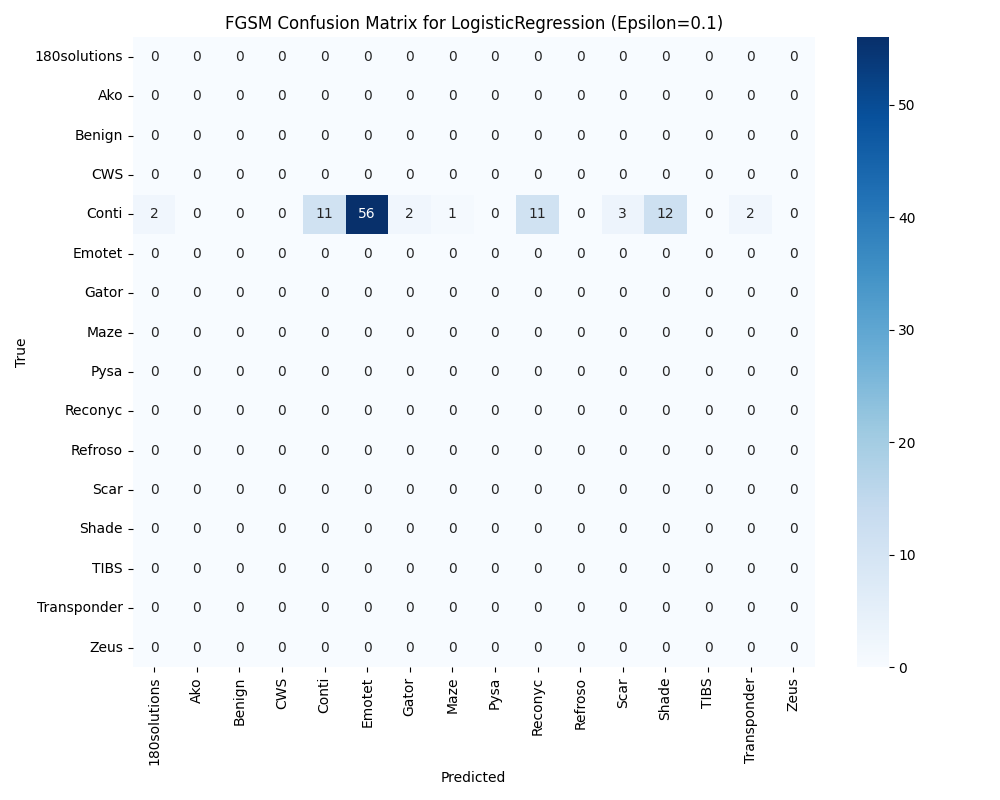 FGSM Confusion Matrix for LogisticRegression (Epsilon=0.1)
True
180solutions 0 0 0 0 0 0 0 0 0 0 0 0 0 0 0 0
Ako 0 0 0 0 0 0 0 0 0 0 0 0 0 0 0 0
Benign 0 0 0 0 0 0 0 0 0 0 0 0 0 0 0 0
CWS 0 0 0 0 0 0 0 0 0 0 0 0 0 0 0 0
Conti 2 0 0 0 11 56 2 1 0 11 0 3 12 0 2 0
Emotet 0 0 0 0 0 0 0 0 0 0 0 0 0 0 0 0
Gator 0 0 0 0 0 0 0 0 0 0 0 0 0 0 0 0
Maze 0 0 0 0 0 0 0 0 0 0 0 0 0 0 0 0
Pysa 0 0 0 0 0 0 0 0 0 0 0 0 0 0 0 0
Reconyc 0 0 0 0 0 0 0 0 0 0 0 0 0 0 0 0
Refroso 0 0 0 0 0 0 0 0 0 0 0 0 0 0 0 0
Scar 0 0 0 0 0 0 0 0 0 0 0 0 0 0 0 0
Shade 0 0 0 0 0 0 0 0 0 0 0 0 0 0 0 0
TIBS 0 0 0 0 0 0 0 0 0 0 0 0 0 0 0 0
Transponder 0 0 0 0 0 0 0 0 0 0 0 0 0 0 0 0
Zeus 0 0 0 0 0 0 0 0 0 0 0 0 0 0 0 0
180solutions Ako Benign CWS Conti Emotet Gator Maze Pysa Reconyc Refroso Scar Shade TIBS Transponder Zeus
Predicted
50
40
30
20
10
0